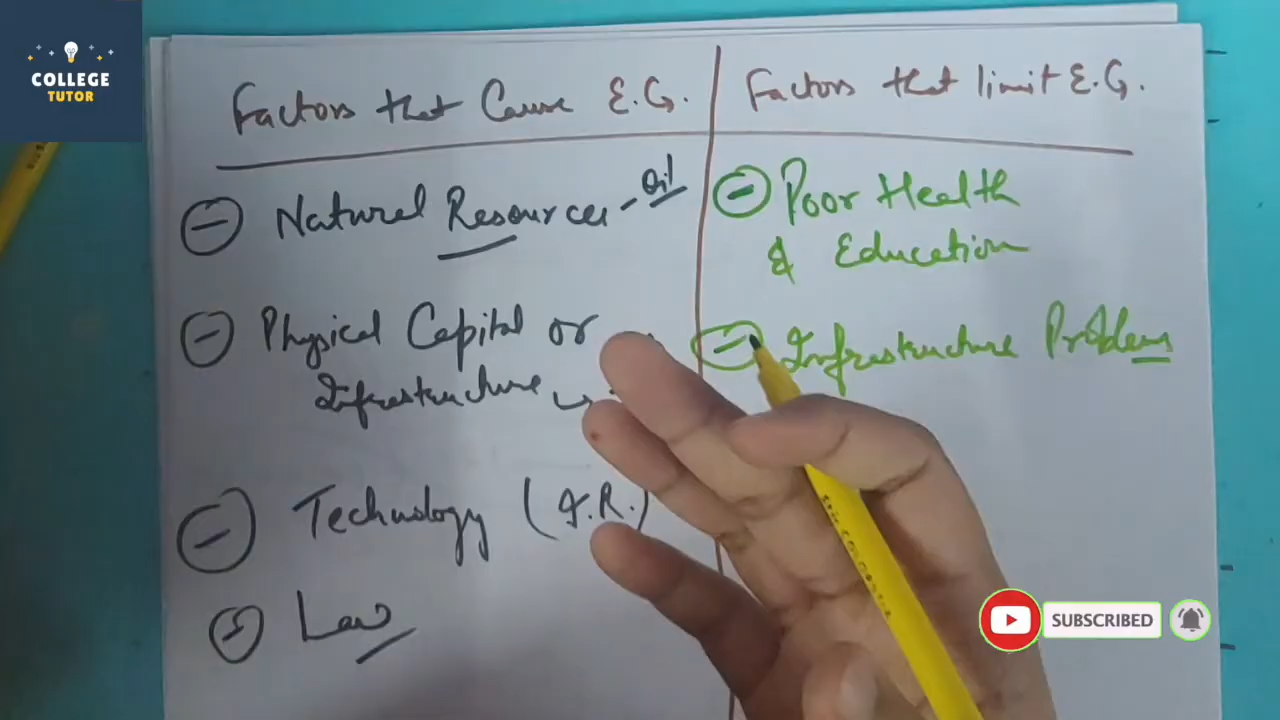 COLLEGE
TUTOR
Factors that Cause E.G.
Natural Resources - Oil
Physical Capital or
Infrastructure
Technology (I.R.)
Law
Factors that limit E.G.
Poor Health
& Education
Infrastructure Problems
SUBSCRIBED